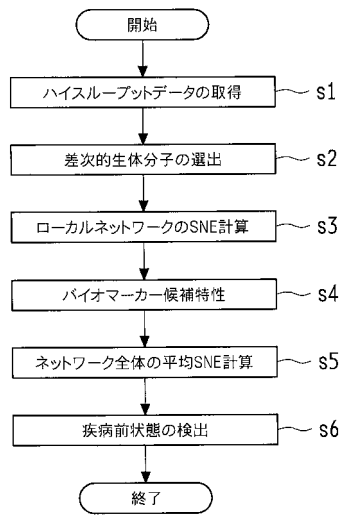 開始
ハイスループットデータの取得 s1
差次的生体分子の選出 s2
ローカルネットワークのSNE計算 s3
バイオマーカー候補特性 s4
ネットワーク全体の平均SNE計算 s5
疾病前状態の検出 s6
終了